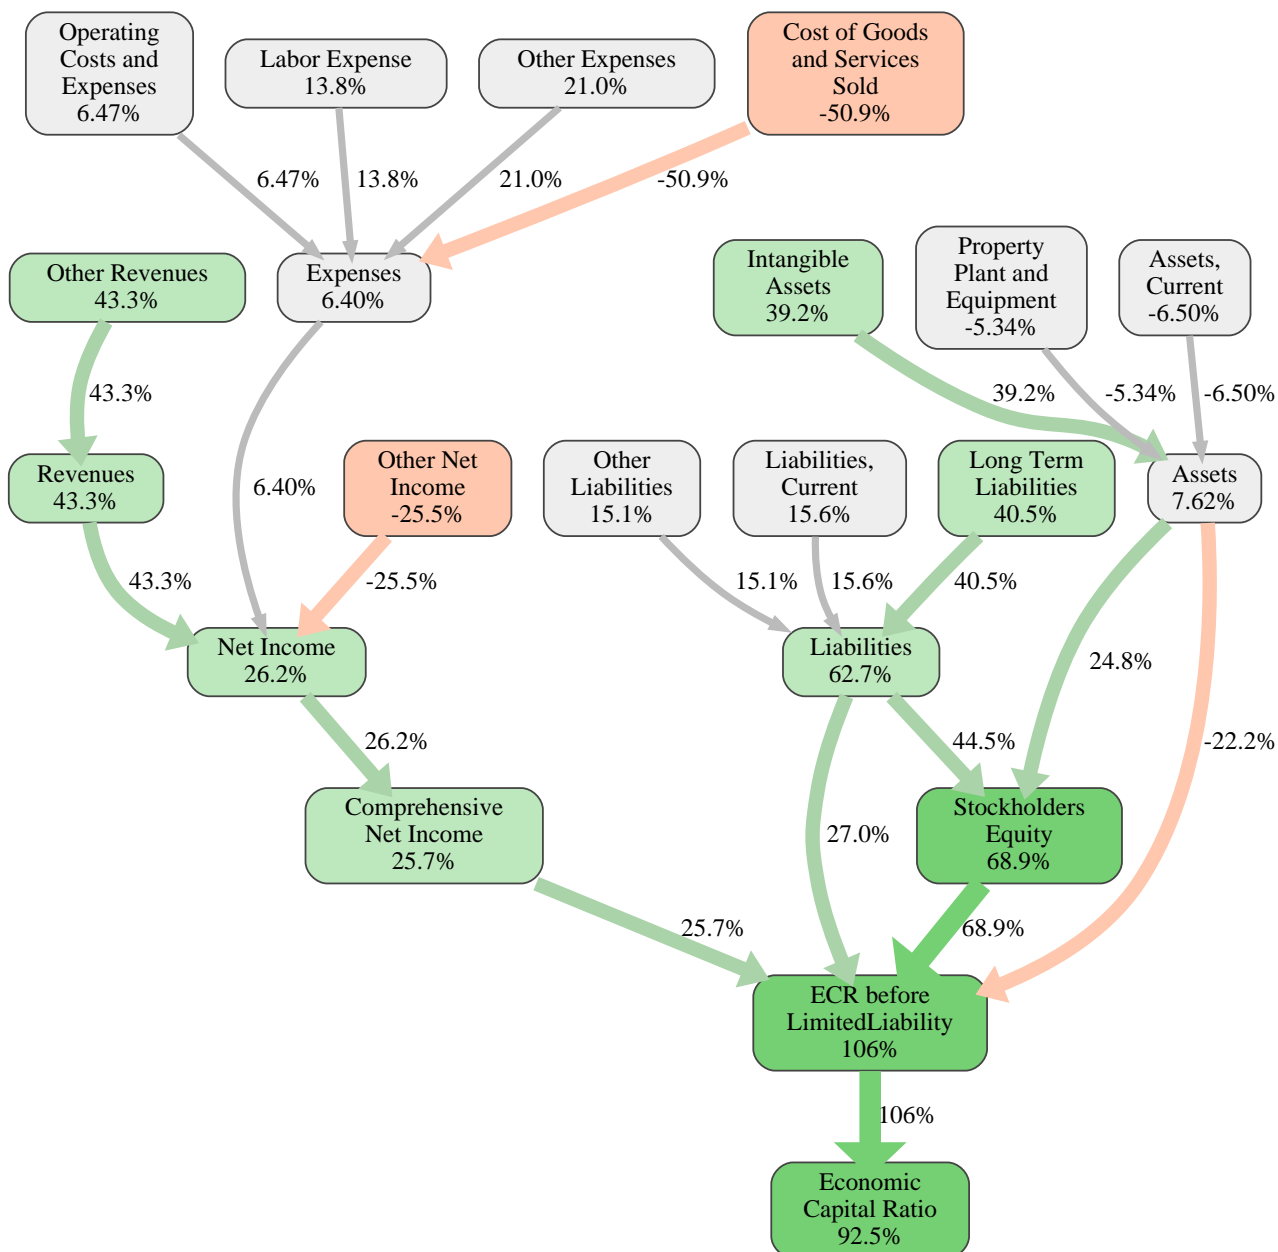 Operating
Costs and
Expenses
6.47%
Labor Expense
13.8%
Other Expenses
21.0%
Cost of Goods
and Services
Sold
-50.9%
6.47%
13.8%
21.0%
-50.9%
Other Revenues
43.3%
Expenses
6.40%
Intangible
Assets
39.2%
Property
Plant and
Equipment
-5.34%
Assets,
Current
-6.50%
43.3%
39.2%
-5.34%
-6.50%
Revenues
43.3%
6.40%
Other Net
Income
-25.5%
Other
Liabilities
15.1%
Liabilities,
Current
15.6%
Long Term
Liabilities
40.5%
Assets
7.62%
43.3%
-25.5%
15.1%
15.6%
40.5%
Net Income
26.2%
Liabilities
62.7%
24.8%
26.2%
44.5%
-22.2%
Comprehensive
Net Income
25.7%
27.0%
Stockholders
Equity
68.9%
25.7%
68.9%
ECR before
LimitedLiability
106%
106%
Economic
Capital Ratio
92.5%